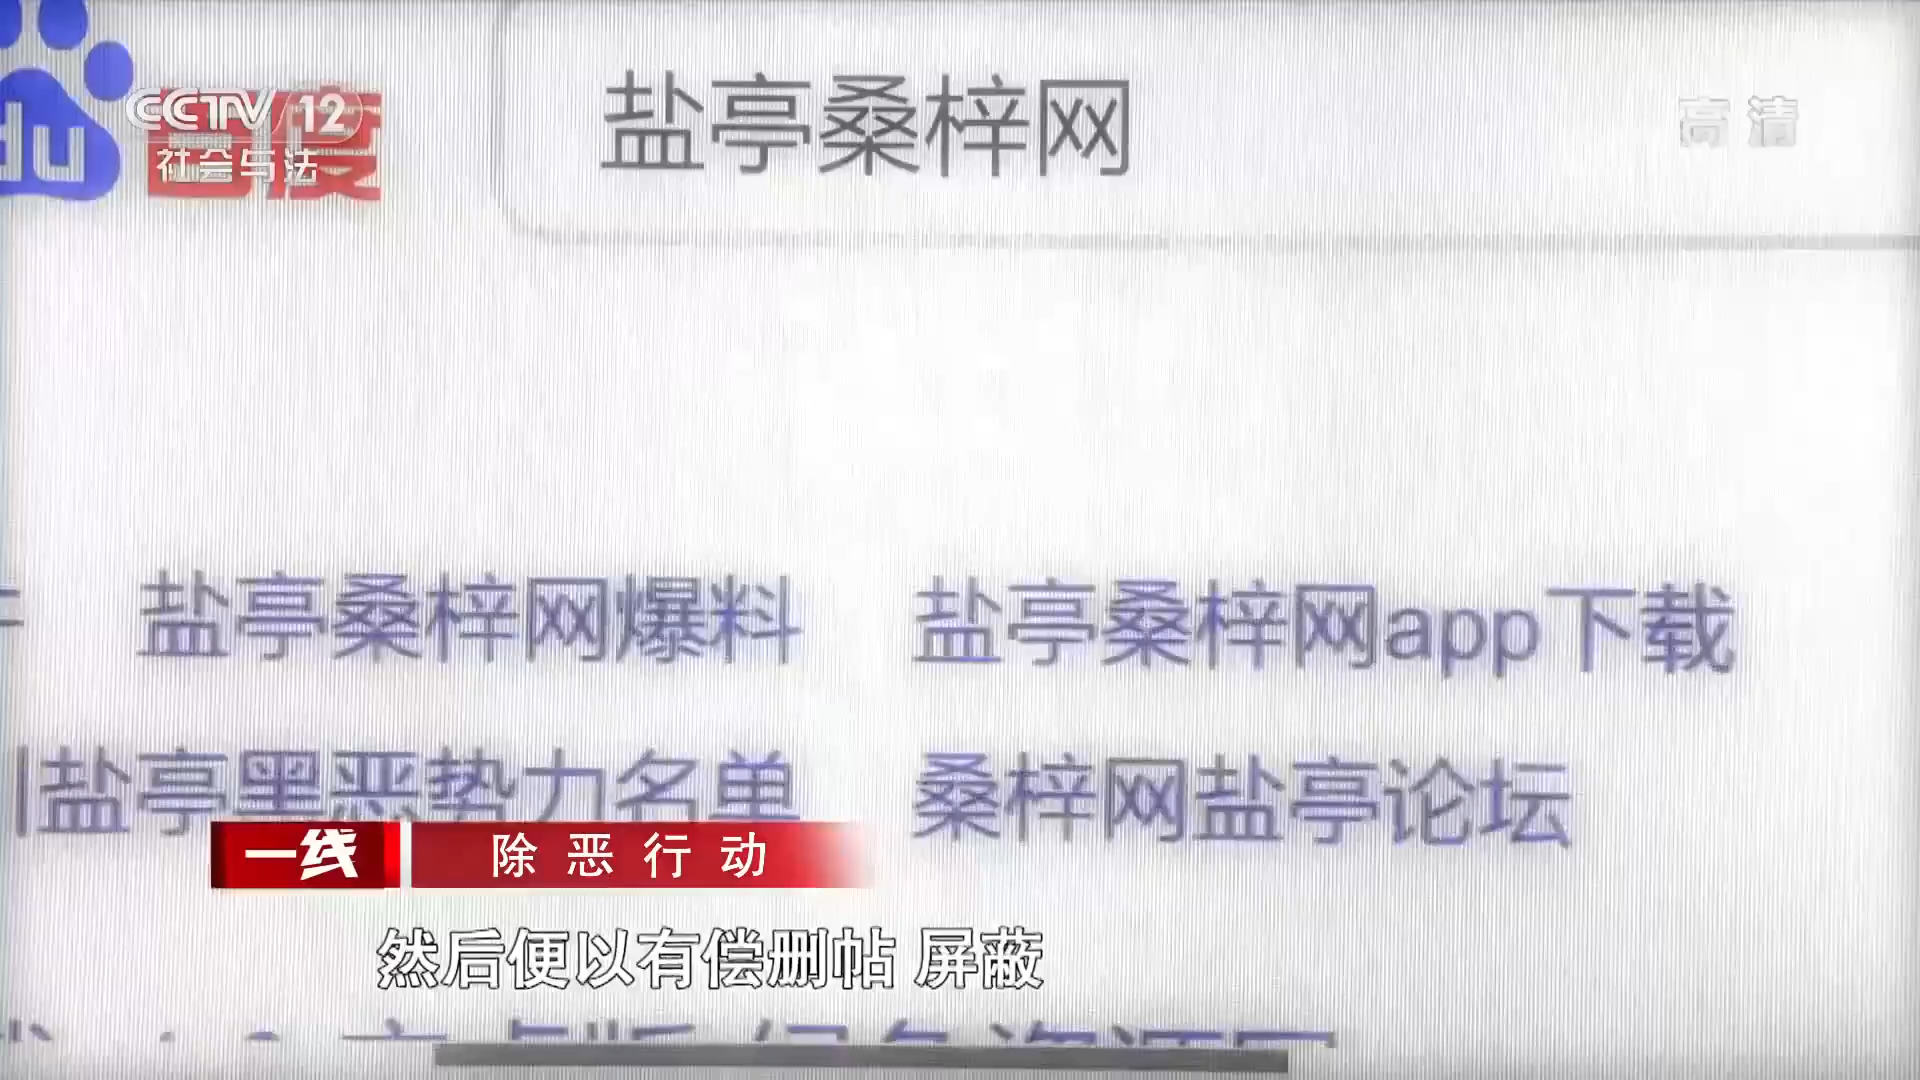 CCTV 12
社会与法
百度
盐亭桑梓网
高清
盐亭桑梓网爆料
盐亭桑梓网app下载
盐亭黑恶势力名单
桑梓网盐亭论坛
一线
除恶行动
然后便以有偿删帖 屏蔽